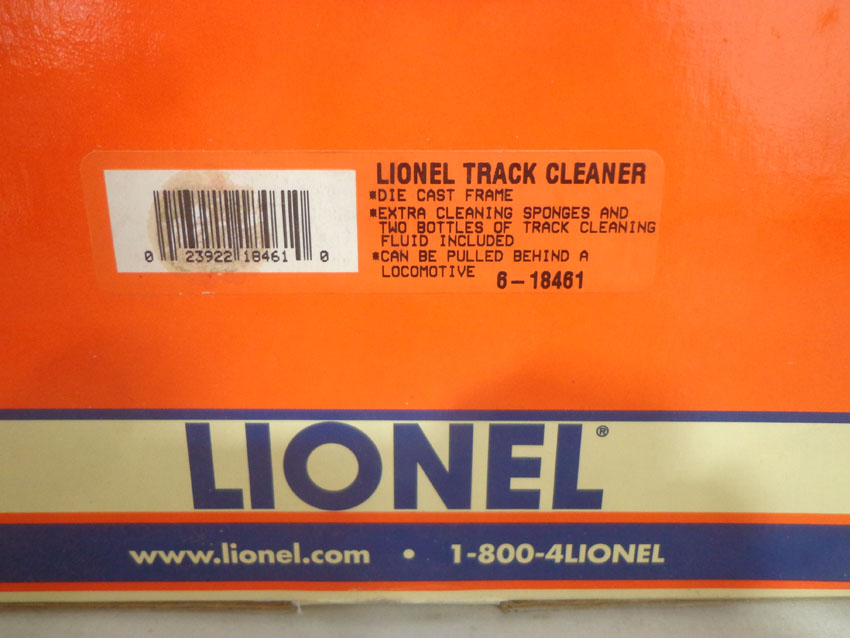 LIONEL TRACK CLEANER
*DIE CAST FRAME
*EXTRA CLEANING SPONGES AND
TWO BOTTLES OF TRACK CLEANING
FLUID INCLUDED
*CAN BE PULLED BEHIND A
LOCOMOTIVE 6-18461
0 23922 18461 0
LIONEL®
www.lionel.com • 1-800-4LIONEL